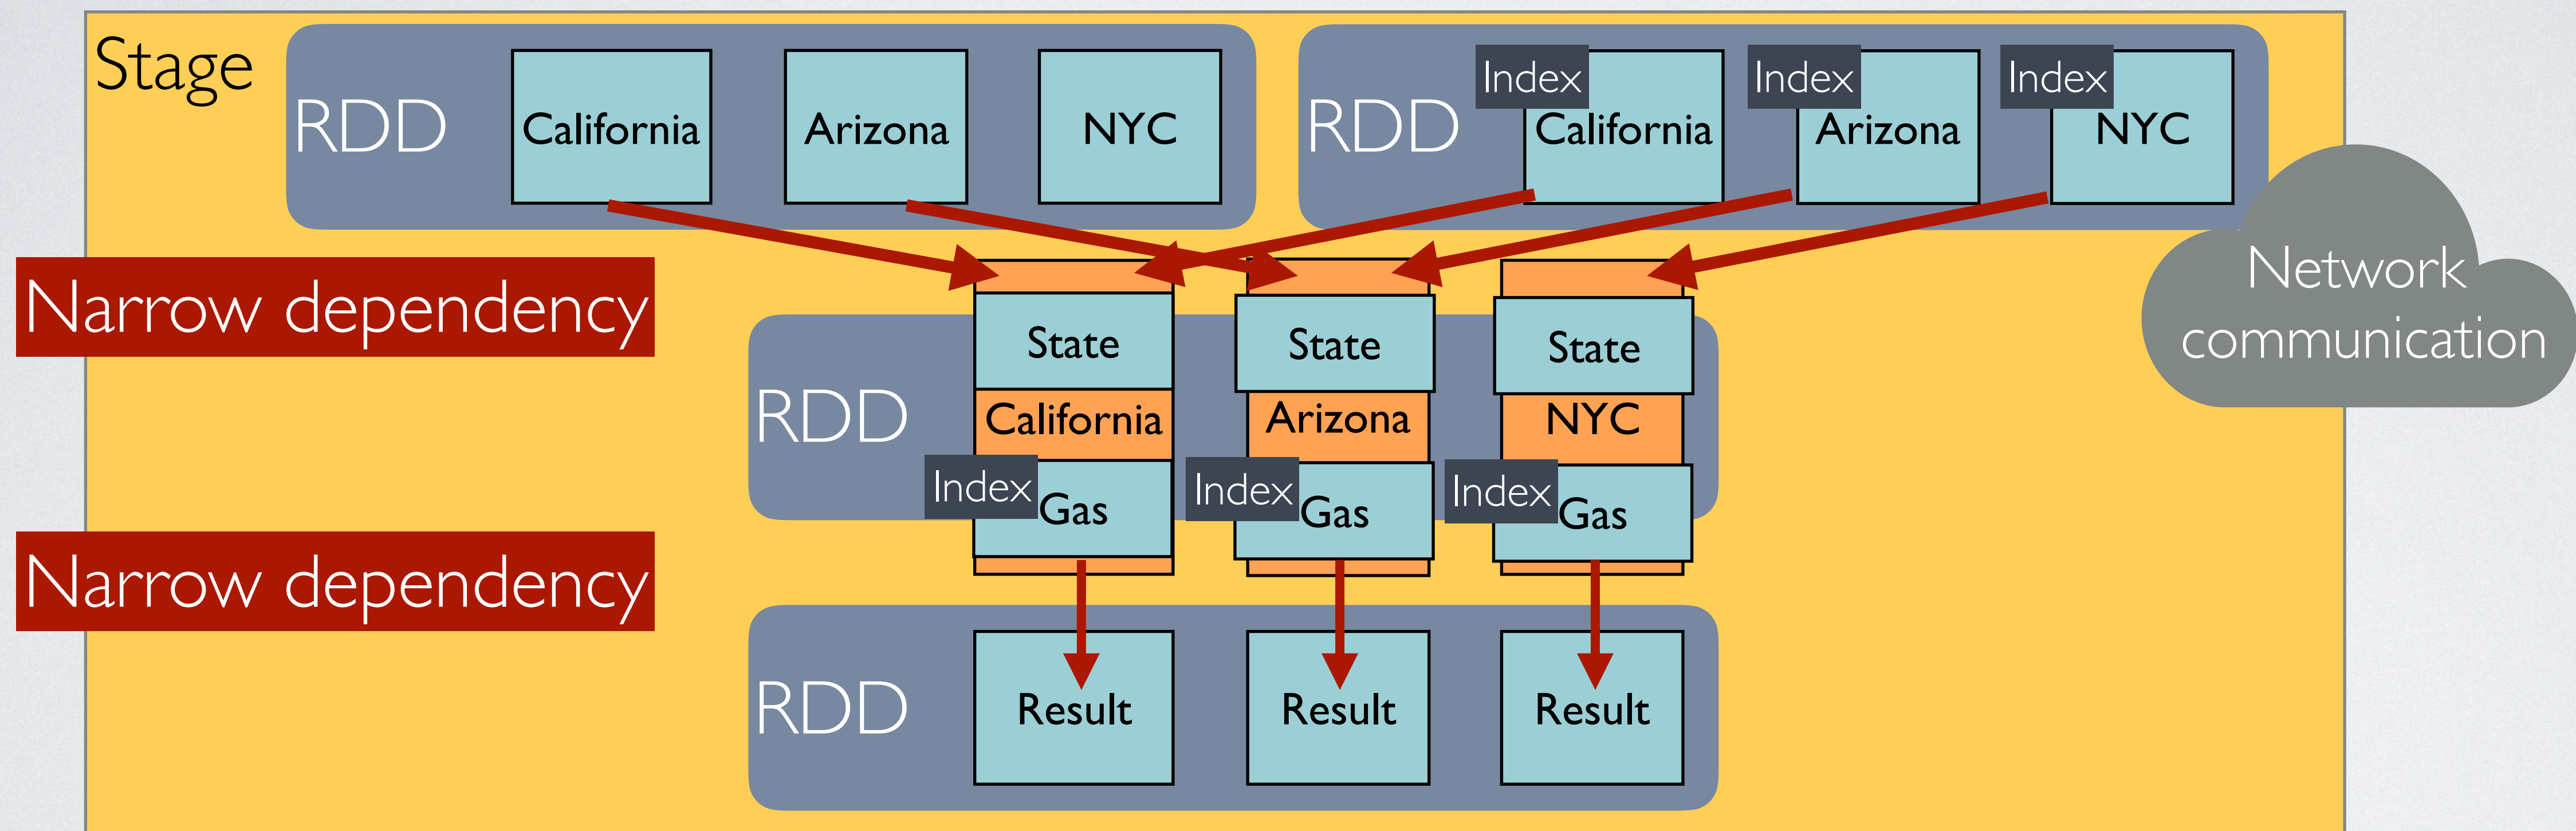 Stage
RDD
California
Arizona
NYC
RDD
Index
California
Index
Arizona
Index
NYC
Network
communication
Narrow dependency
RDD
State
California
Index
Gas
State
Arizona
Index
Gas
State
NYC
Index
Gas
Narrow dependency
RDD
Result
Result
Result